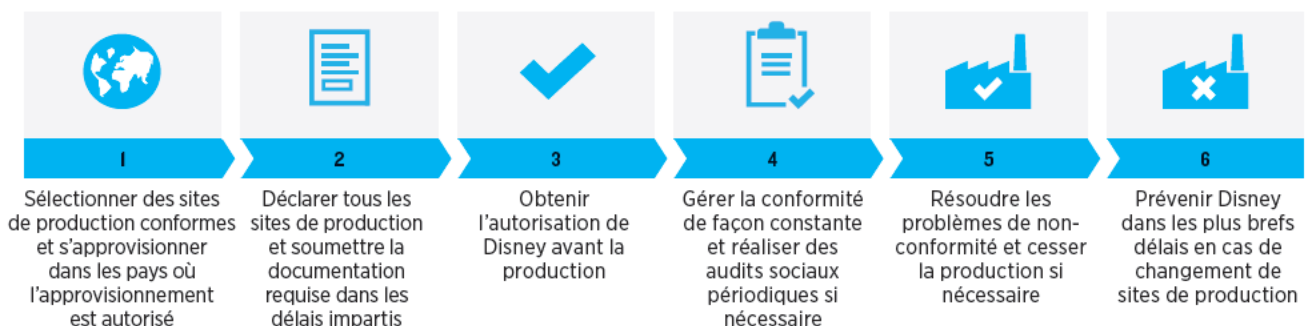 1
Sélectionner des sites
de production conformes
et s'approvisionner
dans les pays où
l'approvisionnement
est autorisé
2
Déclarer tous les
sites de production
et soumettre la
documentation
requise dans les
délais impartis
3
Obtenir
l'autorisation de
Disney avant la
production
4
Gérer la conformité
de façon constante
et réaliser des
audits sociaux
périodiques si
nécessaire
5
Résoudre les
problèmes de non-
conformité et cesser
la production si
nécessaire
6
Prévenir Disney
dans les plus brefs
délais en cas de
changement de
sites de production